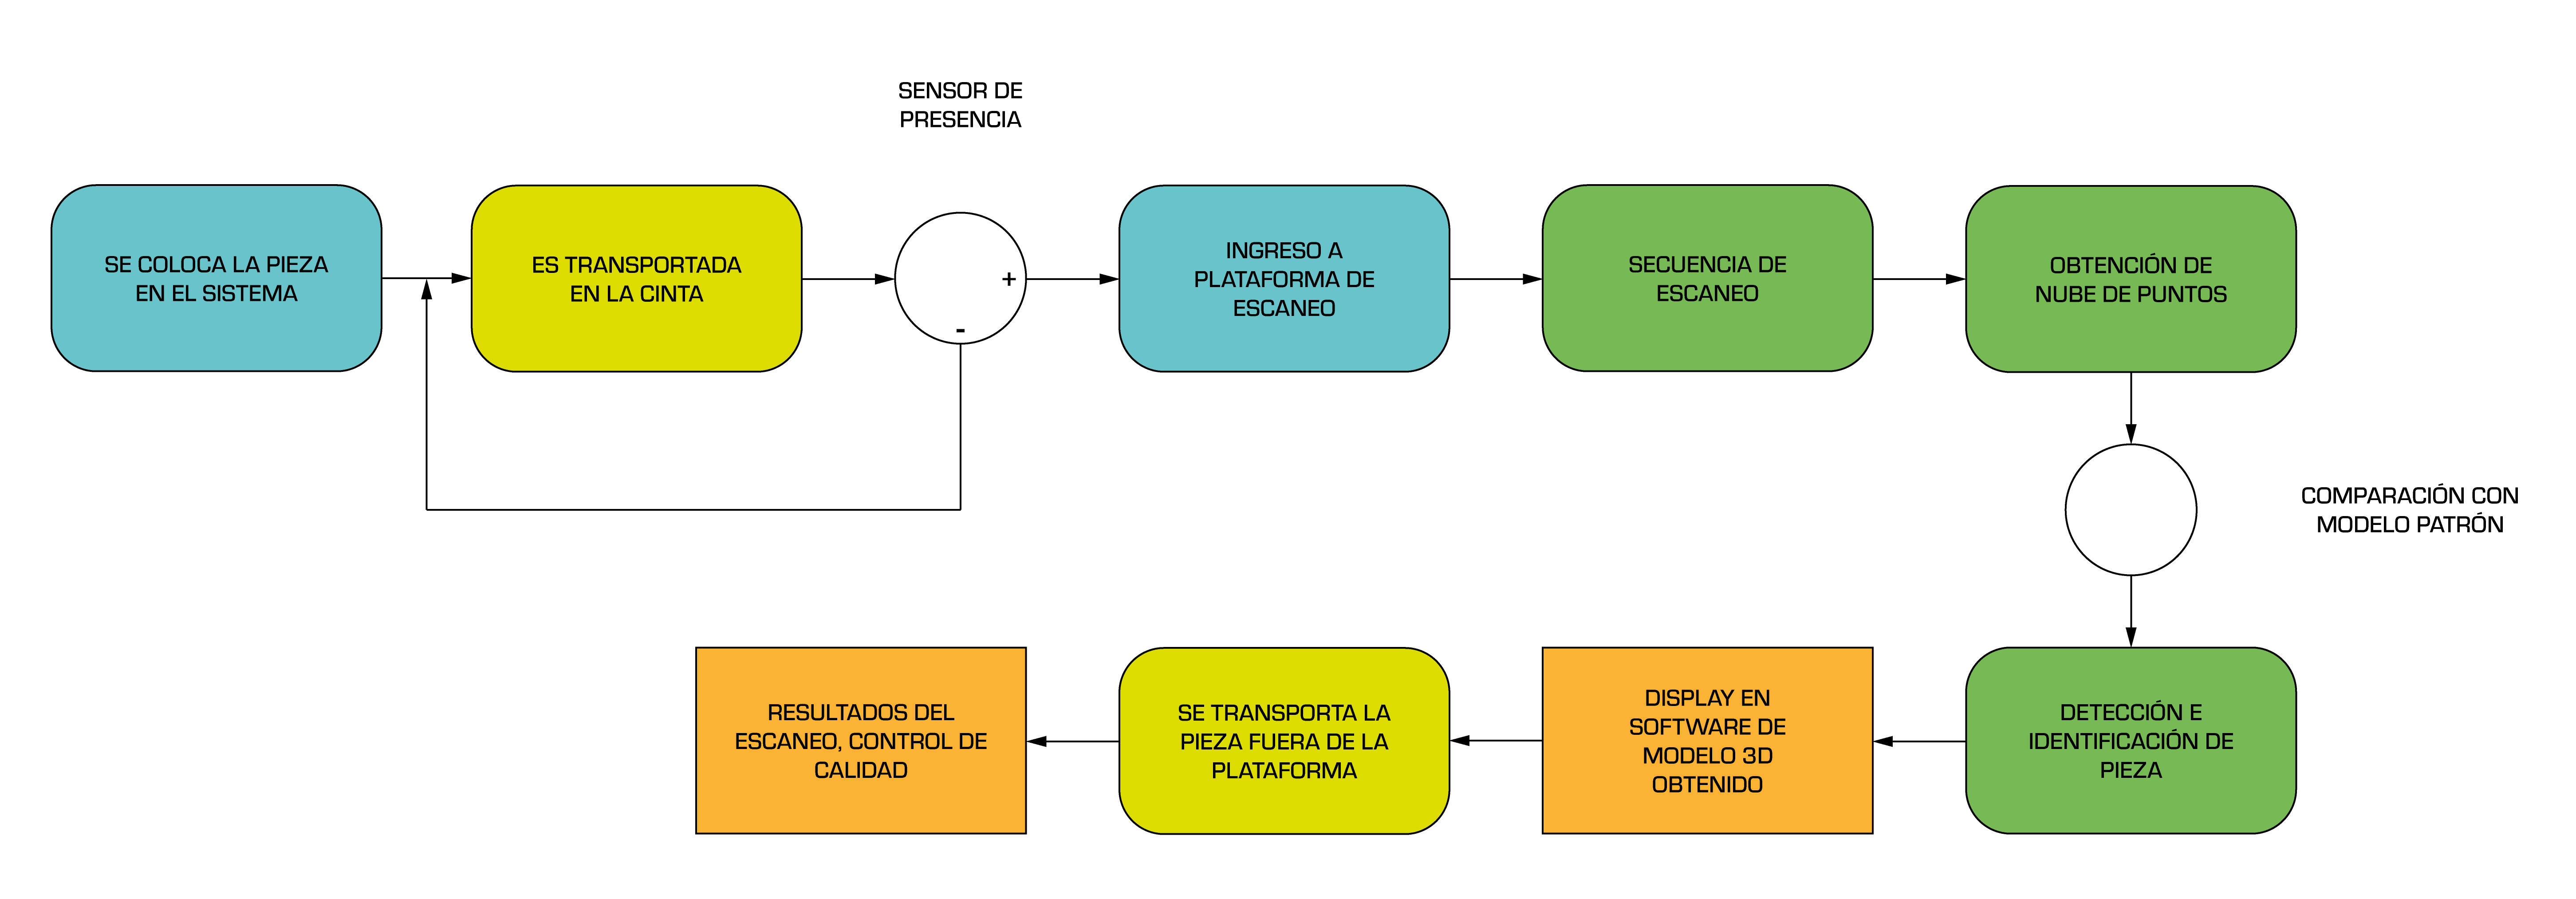 SENSOR DE
PRESENCIA
SE COLOCA LA PIEZA
EN EL SISTEMA
ES TRANSPORTADA
EN LA CINTA
+
-
INGRESO A
PLATAFORMA DE
ESCANEO
SECUENCIA DE
ESCANEO
OBTENCIÓN DE
NUBE DE PUNTOS
COMPARACIÓN CON
MODELO PATRÓN
DETECCIÓN E
IDENTIFICACIÓN DE
PIEZA
DISPLAY EN
SOFTWARE DE
MODELO 3D
OBTENIDO
SE TRANSPORTA LA
PIEZA FUERA DE LA
PLATAFORMA
RESULTADOS DEL
ESCANEO, CONTROL DE
CALIDAD